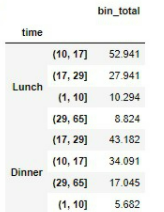 bin_total
time
Lunch (10, 17] 52.941
(17, 29] 27.941
(1, 10] 10.294
(29, 65] 8.824
Dinner (17, 29] 43.182
(10, 17] 34.091
(29, 65] 17.045
(1, 10] 5.682